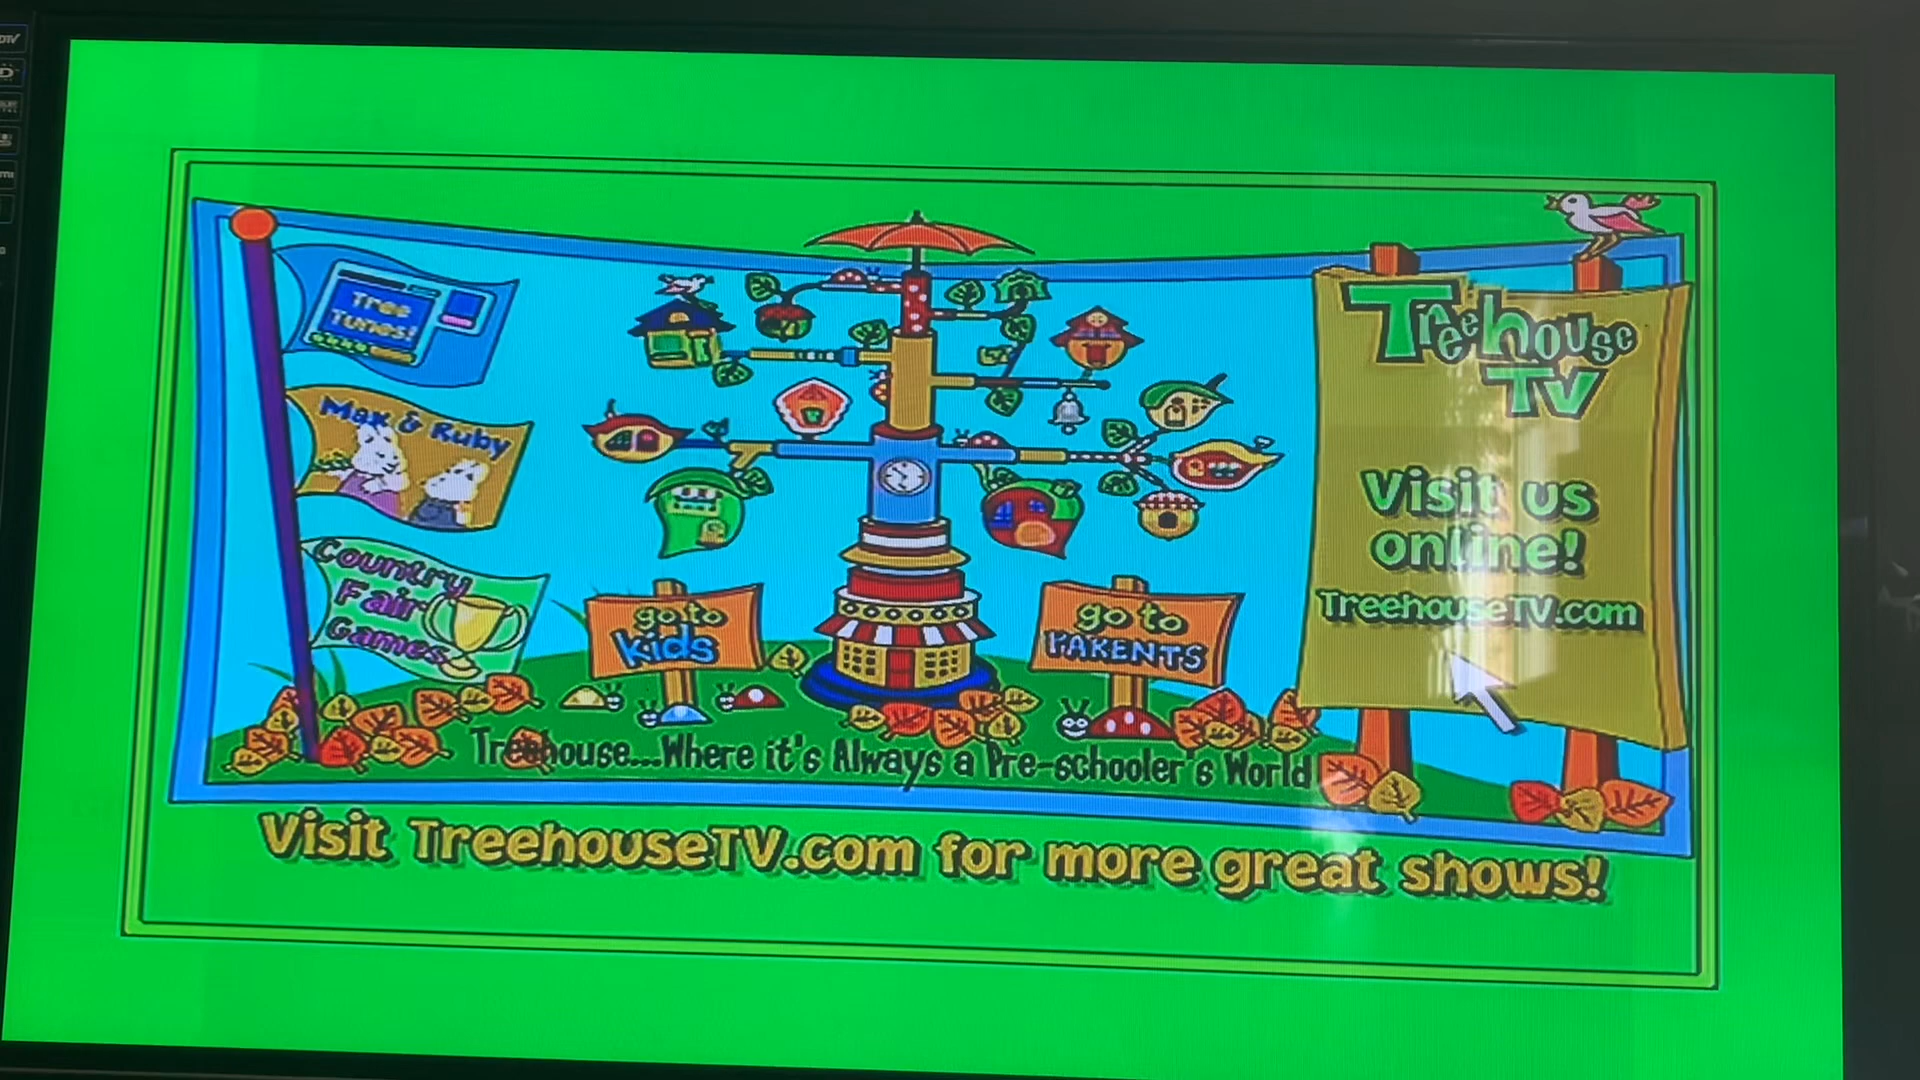 Tree
Tunes!
Max & Ruby
Country
Fair
Games
go to
kids
go to
PARENTS
Treehouse
TV
Visit us
online!
TreehouseTV.com
Treehouse...Where it's Always a Pre-schooler's World
Visit TreehouseTV.com for more great shows!